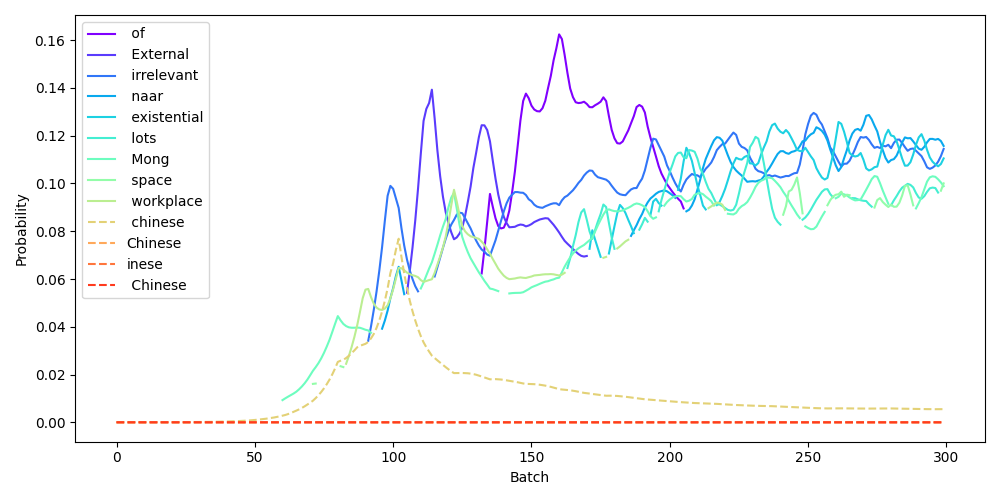 of
External
irrelevant
naar
existential
lots
Mong
space
workplace
chinese
Chinese
inese
Chinese
0.16
0.14
0.12
0.10
0.08
0.06
0.04
0.02
0.00
Probability
0 50 100 150 200 250 300
Batch